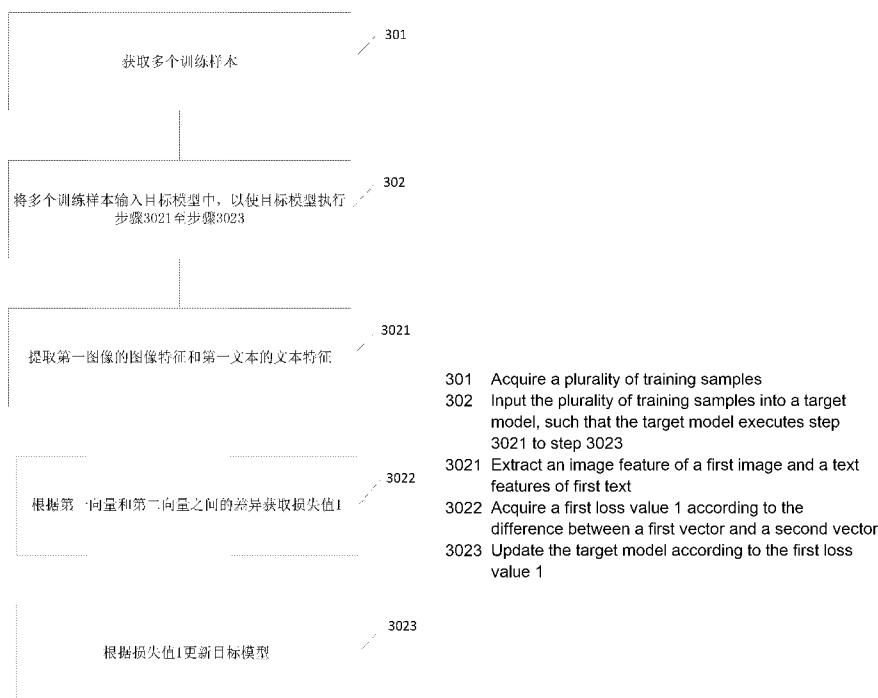 获取多个训练样本
301
将多个训练样本输入目标模型中，以使目标模型执行
步骤3021至步骤3023
302
提取第一图像的图像特征和第一文本的文本特征
3021
根据第一向量和第二向量之间的差异获取损失值1
3022
根据损失值1更新目标模型
3023
301 Acquire a plurality of training samples
302 Input the plurality of training samples into a target
model, such that the target model executes step
3021 to step 3023
3021 Extract an image feature of a first image and a text
features of first text
3022 Acquire a first loss value 1 according to the
difference between a first vector and a second vector
3023 Update the target model according to the first loss
value 1